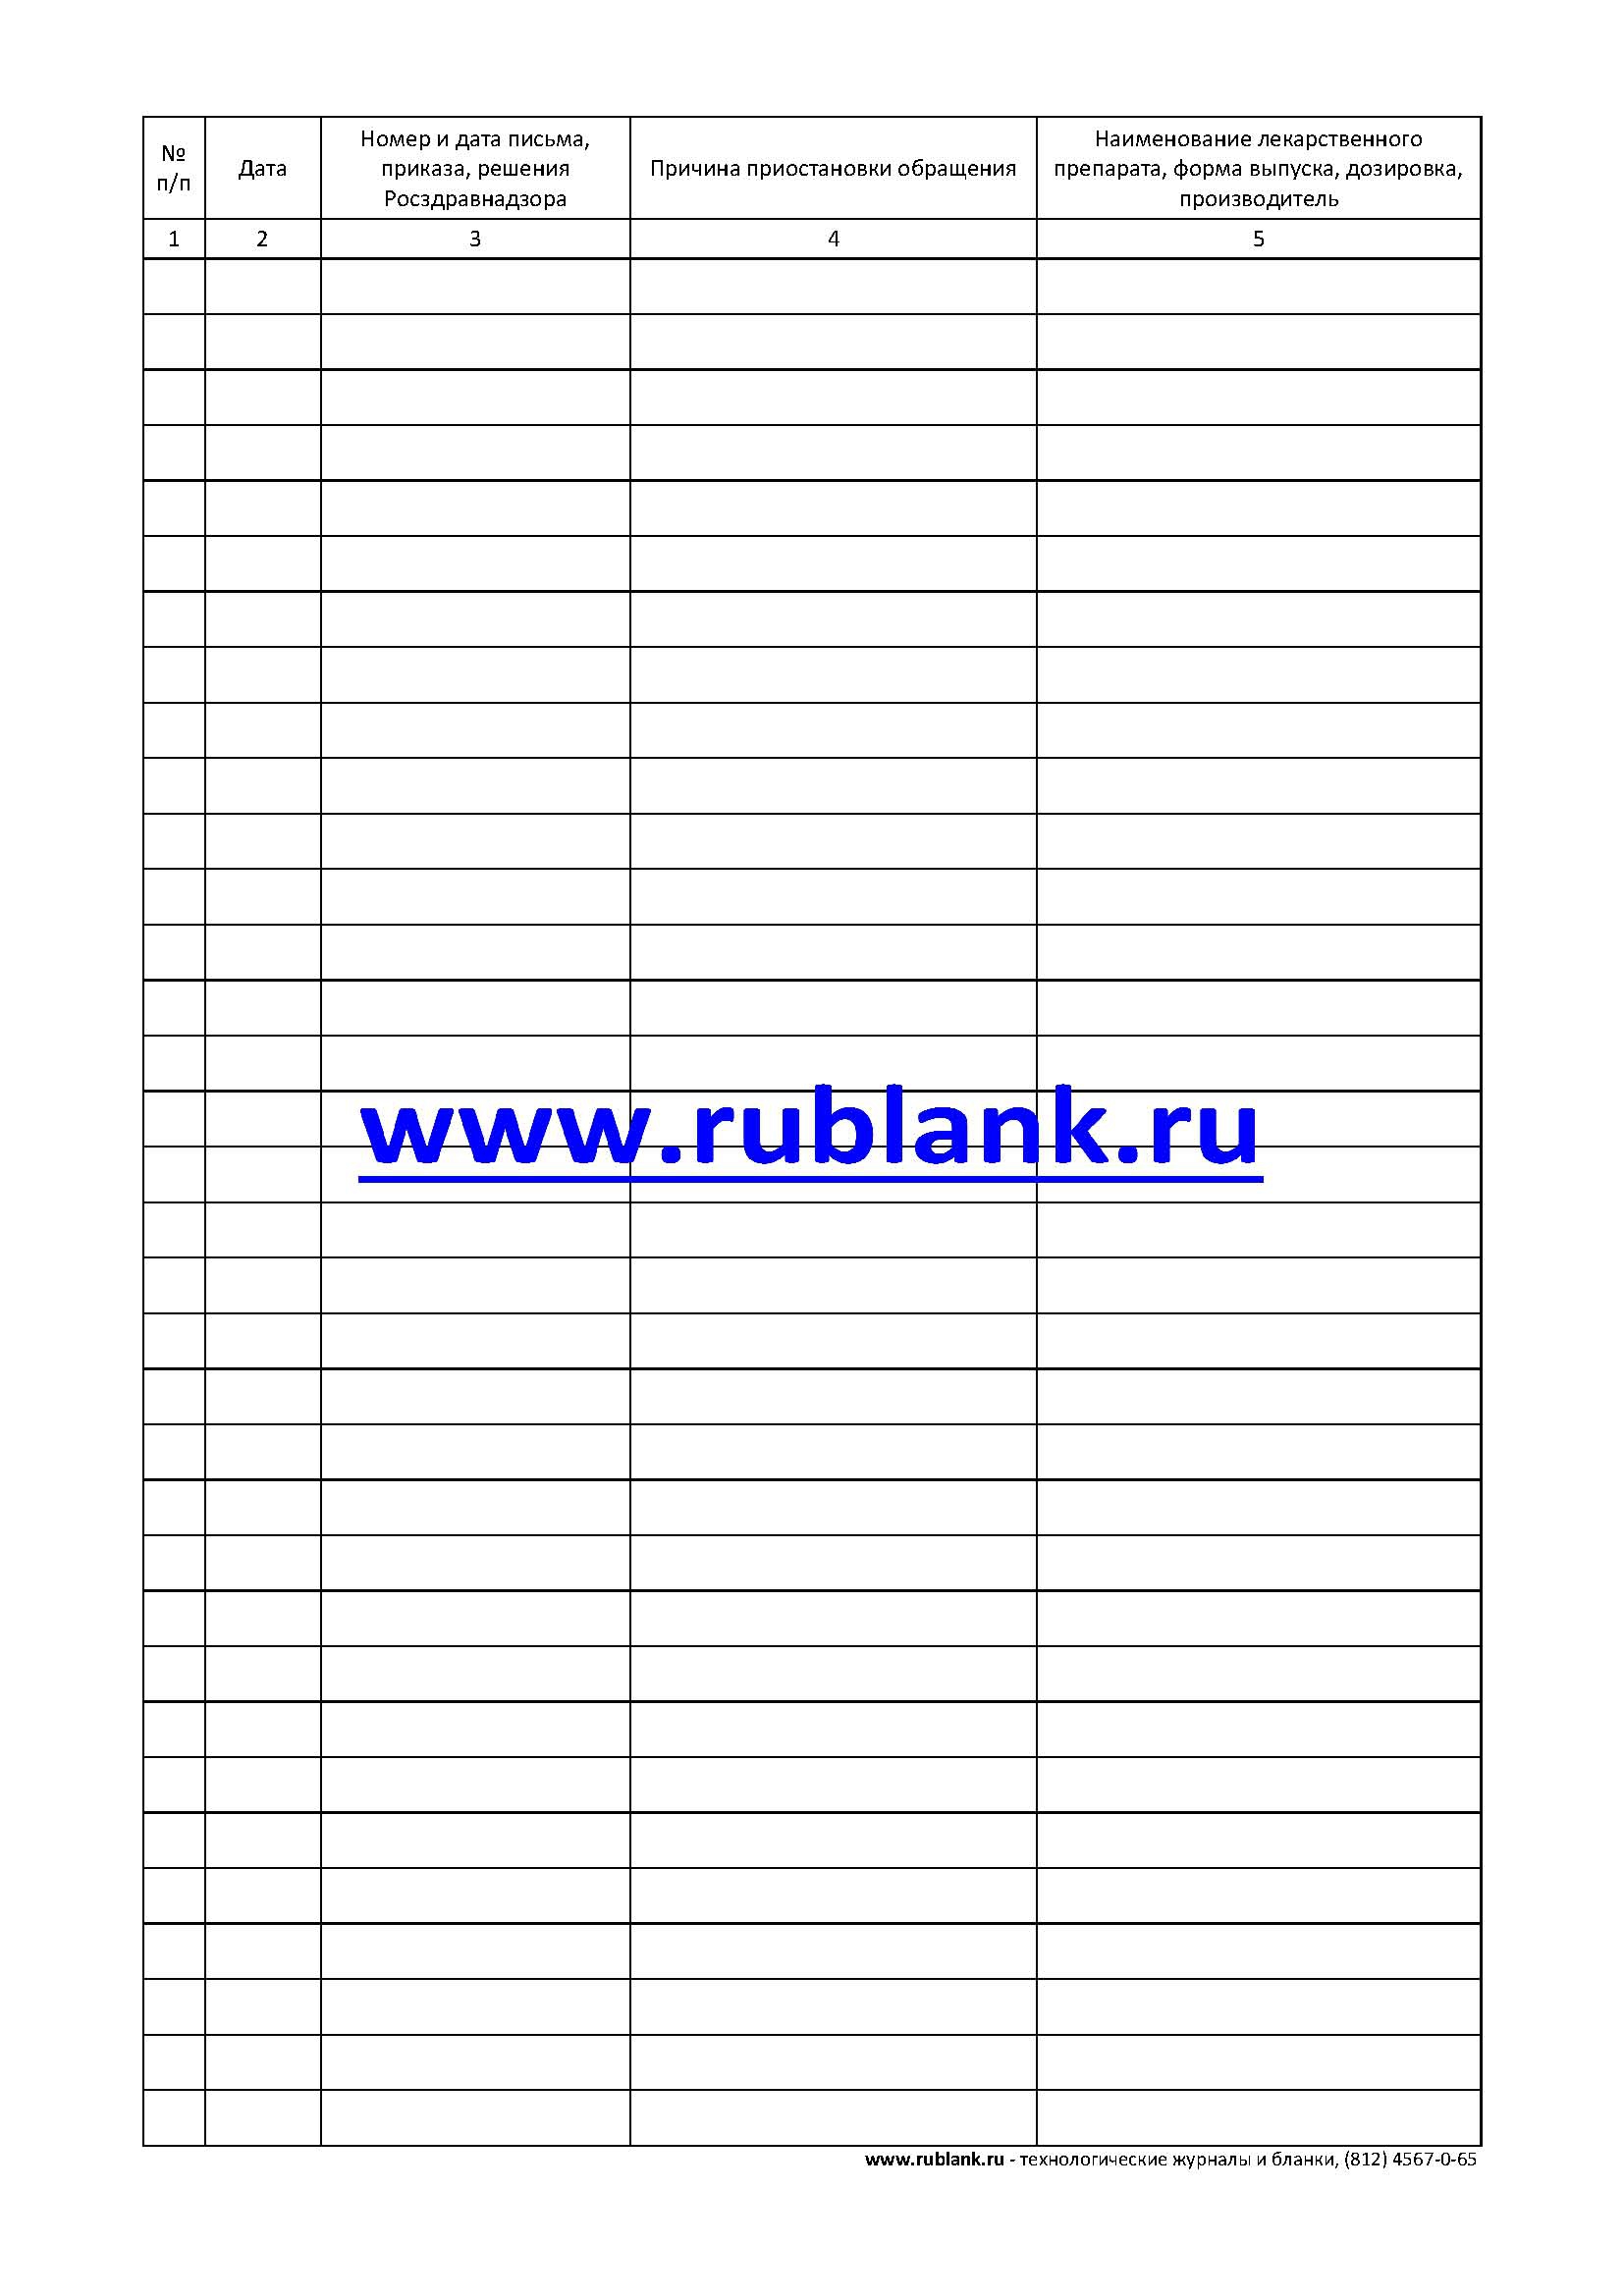 №
п/п
Дата
Номер и дата письма,
приказа, решения
Росздравнадзора
Причина приостановки обращения
Наименование лекарственного
препарата, форма выпуска, дозировка,
производитель
1 2 3 4 5
www.rublank.ru
www.rublank.ru - технологические журналы и бланки, (812) 4567-0-65